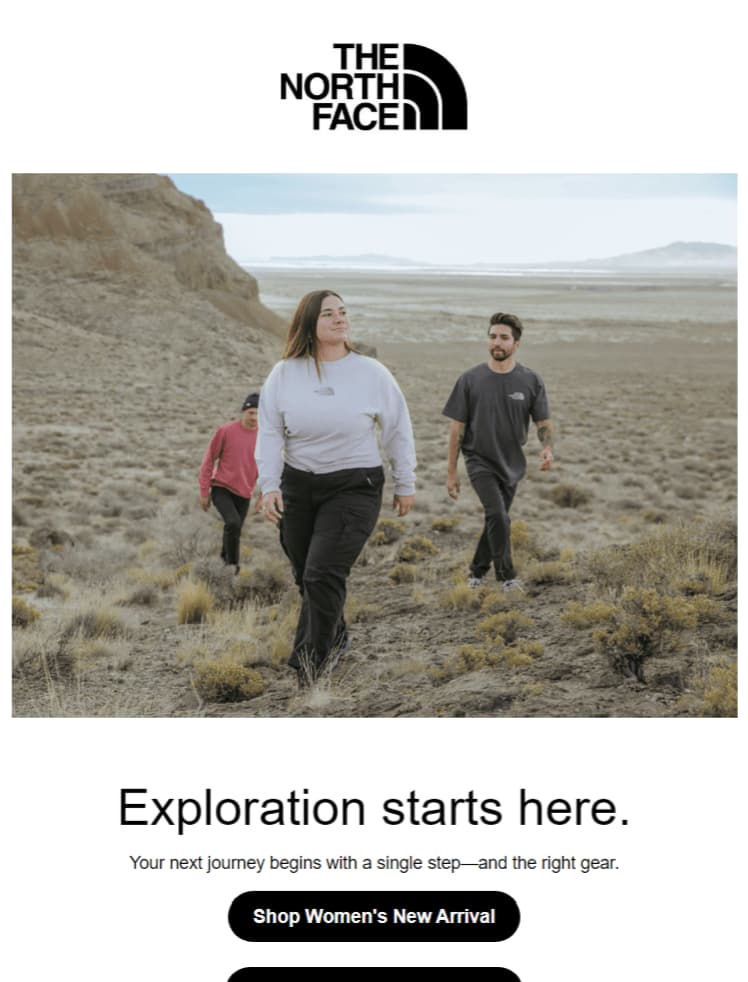 THE
NORTH
FACE
Exploration starts here.
Your next journey begins with a single step—and the right gear.
Shop Women's New Arrival